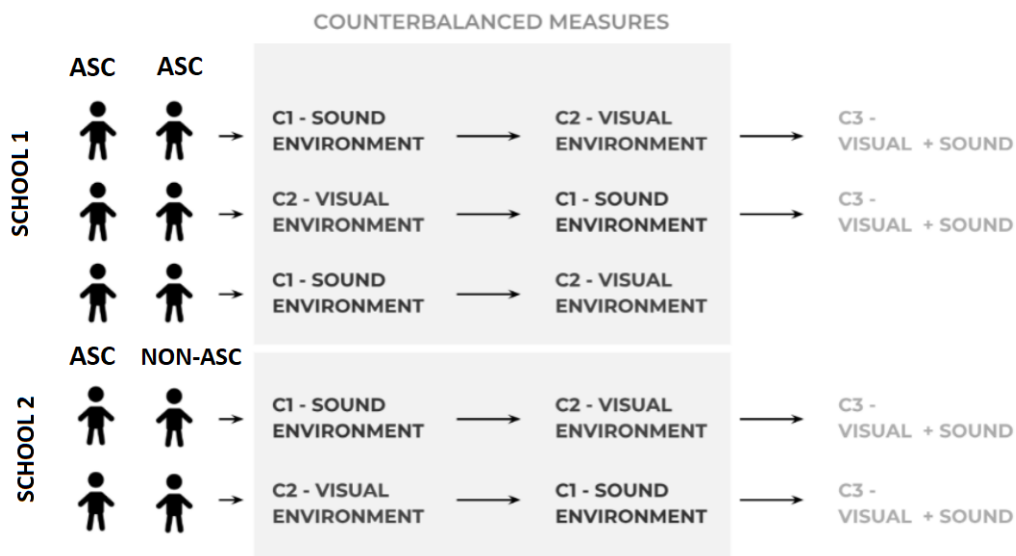 COUNTERBALANCED MEASURES
SCHOOL 1
ASC ASC
C1 - SOUND
ENVIRONMENT
C2 - VISUAL
ENVIRONMENT
C3 -
VISUAL + SOUND
C2 - VISUAL
ENVIRONMENT
C1 - SOUND
ENVIRONMENT
C3 -
VISUAL + SOUND
C1 - SOUND
ENVIRONMENT
C2 - VISUAL
ENVIRONMENT
SCHOOL 2
ASC NON-ASC
C1 - SOUND
ENVIRONMENT
C2 - VISUAL
ENVIRONMENT
C3 -
VISUAL + SOUND
C2 - VISUAL
ENVIRONMENT
C1 - SOUND
ENVIRONMENT
C3 -
VISUAL + SOUND